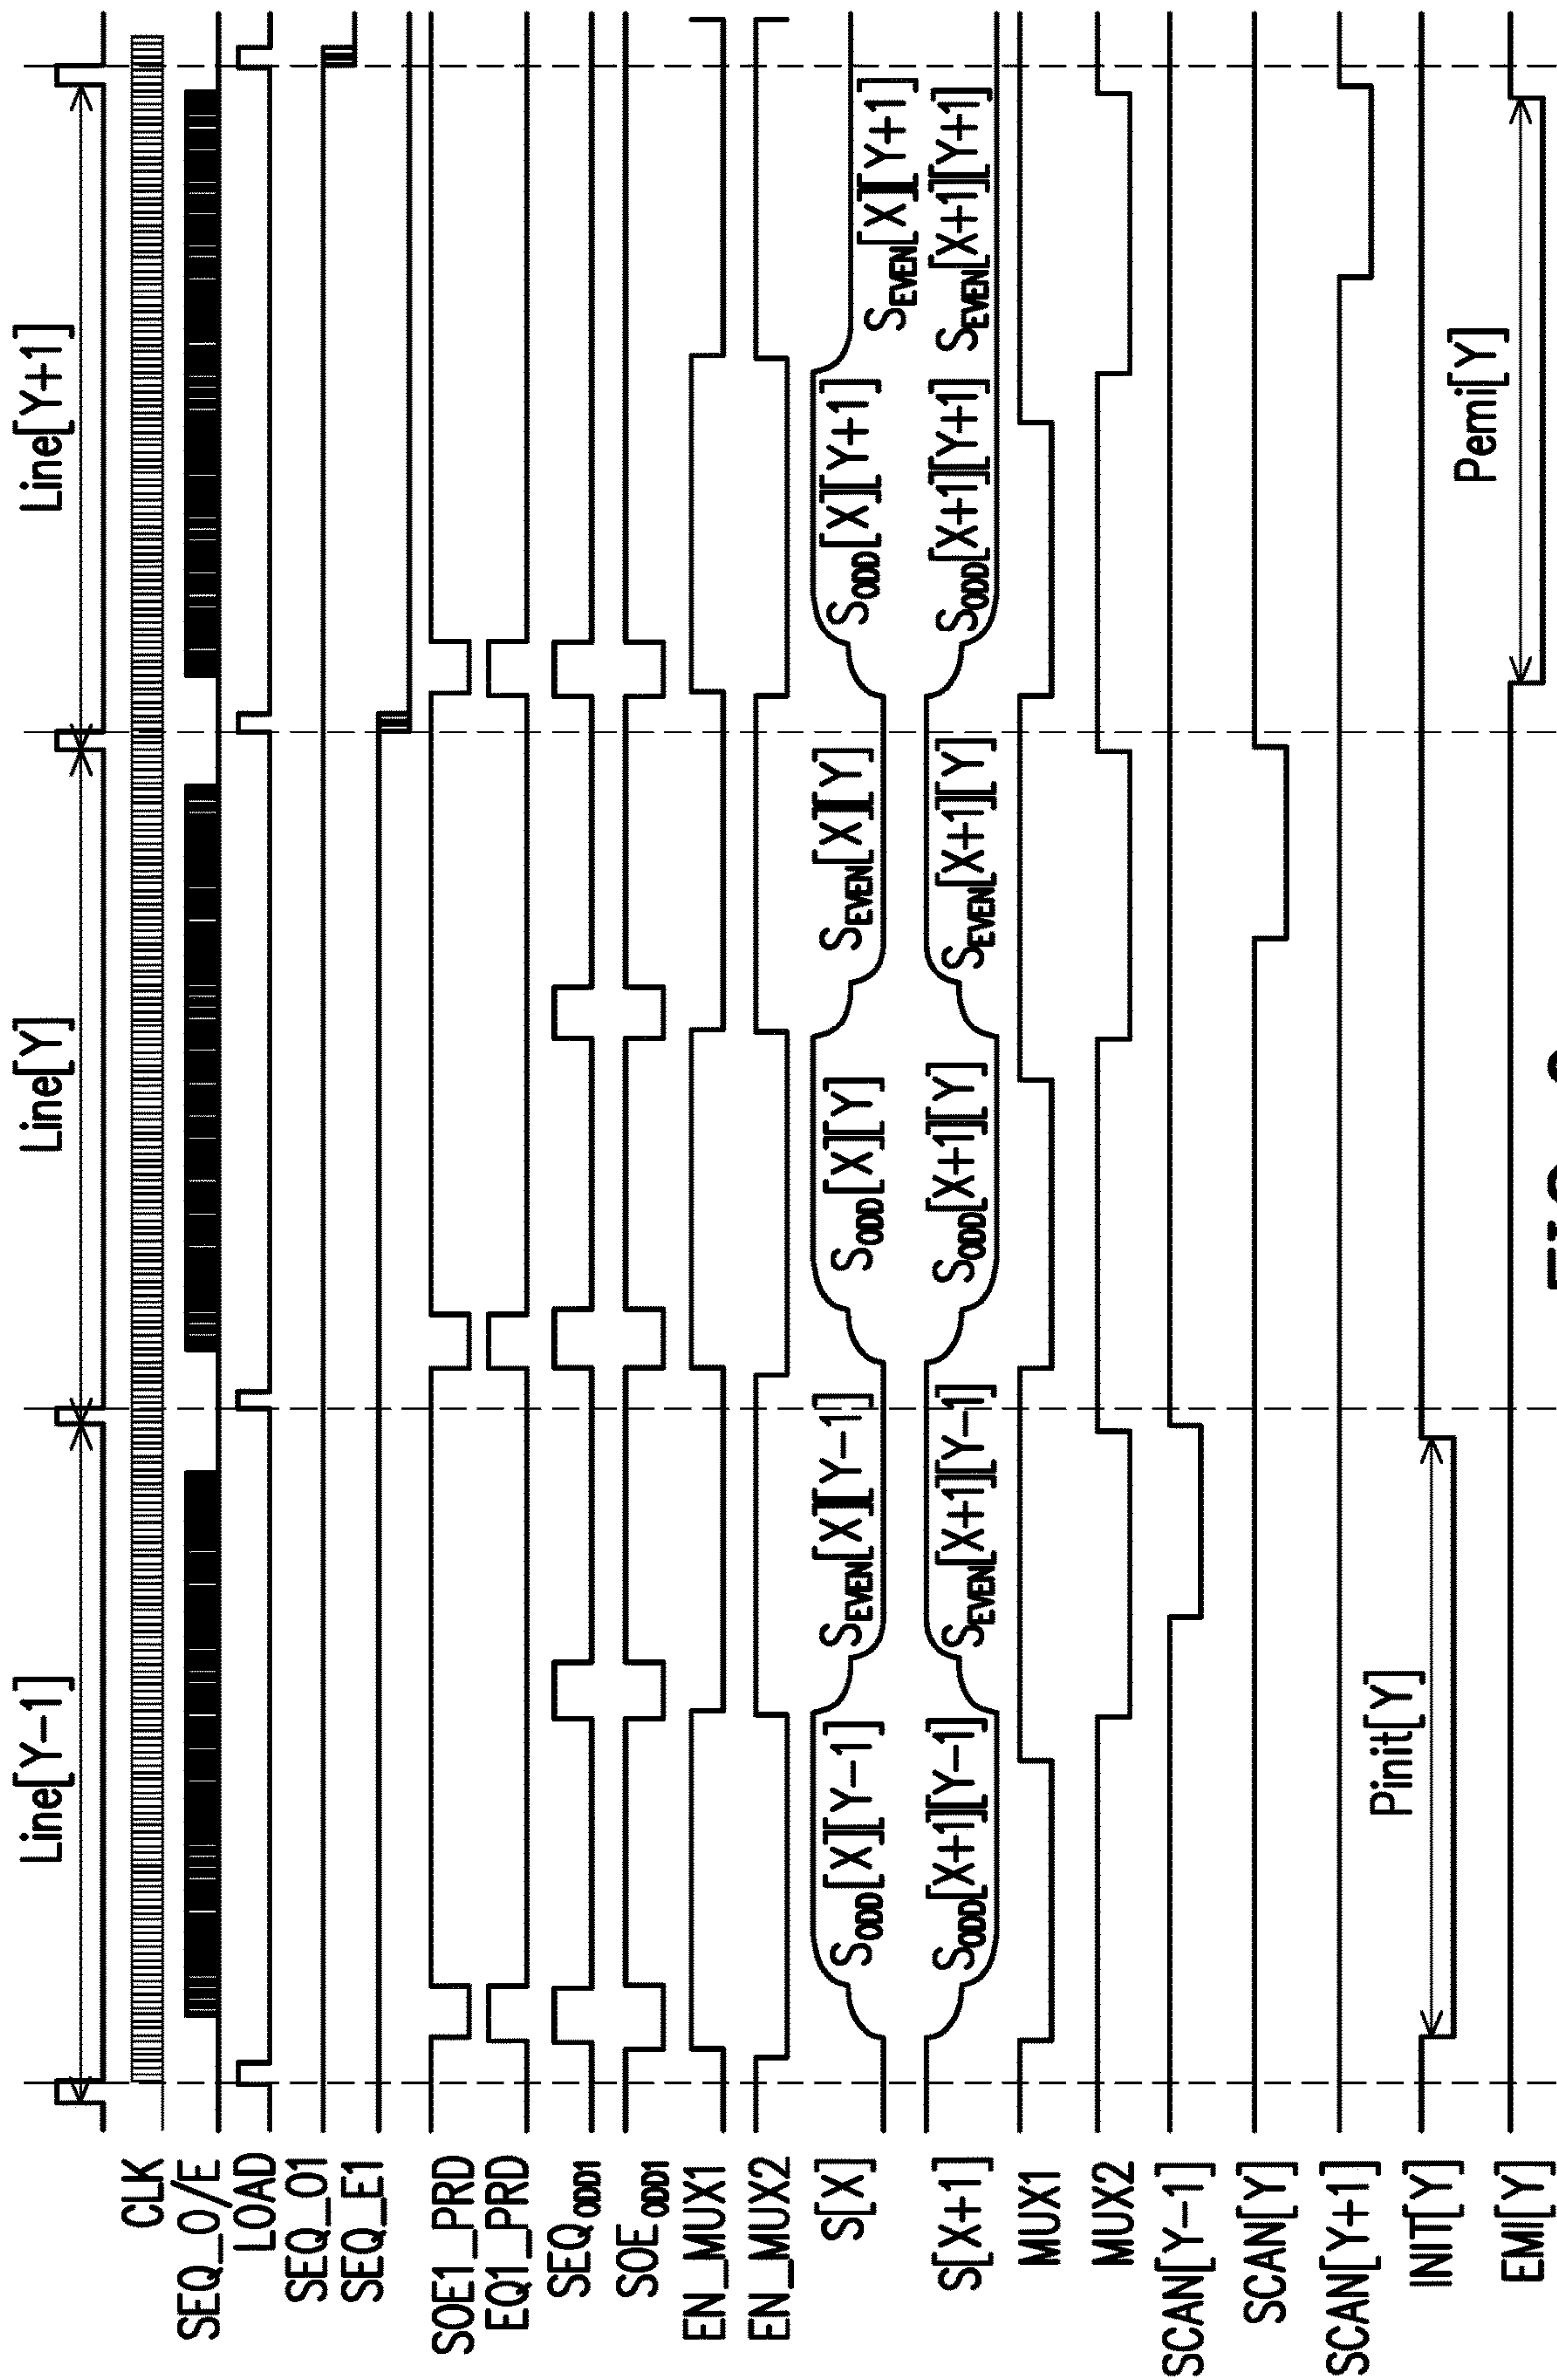 Line[Y-1]
Line[Y]
Line[Y+1]
CLK
SEQ_O/E
LOAD
SEQ_O1
SEQ_E1
SOE1_PRD
EQ1_PRD
SEQODD1
SOEODD1
EN_MUX1
EN_MUX2
S[X]
SODD[X][Y-1]
SEVEN[X][Y-1]
SODD[X][Y]
SEVEN[X][Y]
SODD[X][Y+1]
SEVEN[X][Y+1]
S[X+1]
SODD[X+1][Y-1]
SEVEN[X+1][Y-1]
SODD[X+1][Y]
SEVEN[X+1][Y]
SODD[X+1][Y+1]
SEVEN[X+1][Y+1]
MUX1
MUX2
SCAN[Y-1]
SCAN[Y]
SCAN[Y+1]
INIT[Y]
Pinit[Y]
EMI[Y]
Pemi[Y]